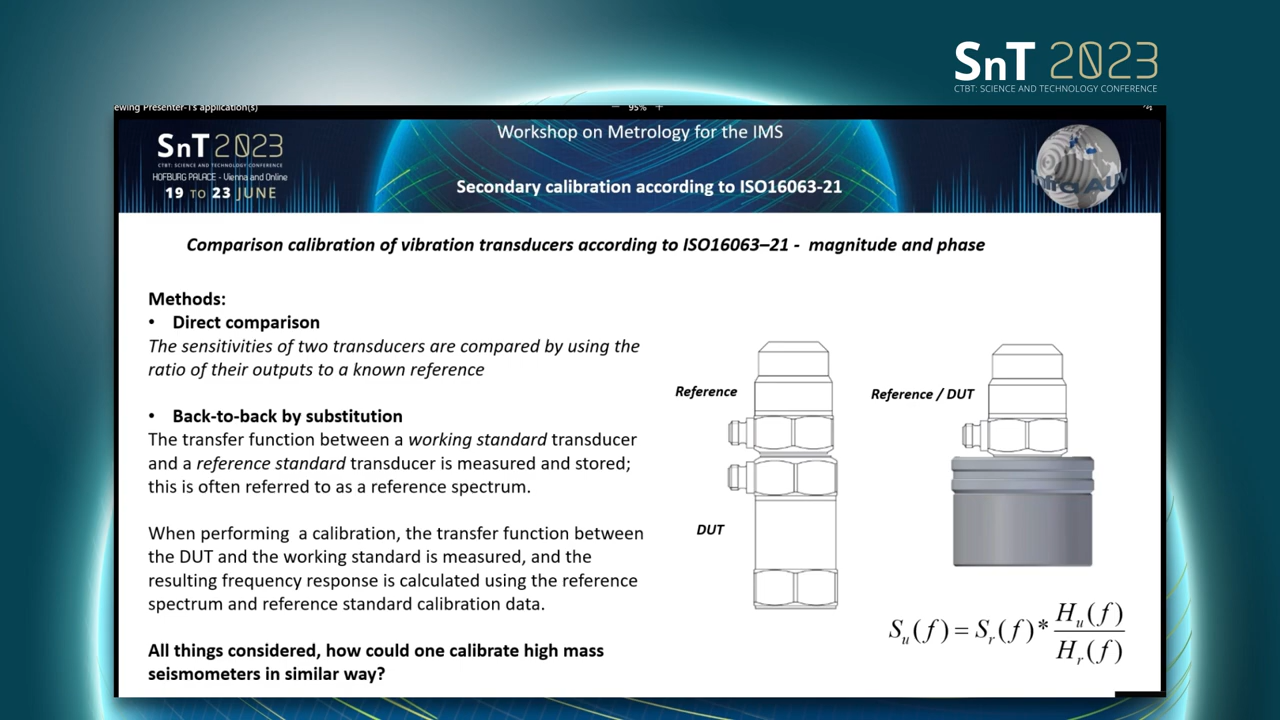 SnT 2023
CTBT: SCIENCE AND TECHNOLOGY CONFERENCE
ewing Presenter-1's application(s)
95%
Workshop on Metrology for the IMS
SnT 2023
CTBT: SCIENCE AND TECHNOLOGY CONFERENCE
HOFBURG PALACE - Vienna and Online
19 TO 23 JUNE
Secondary calibration according to ISO16063-21
Comparison calibration of vibration transducers according to ISO16063–21 - magnitude and phase
Methods:
• Direct comparison
The sensitivities of two transducers are compared by using the
ratio of their outputs to a known reference
• Back-to-back by substitution
The transfer function between a working standard transducer
and a reference standard transducer is measured and stored;
this is often referred to as a reference spectrum.
When performing a calibration, the transfer function between
the DUT and the working standard is measured, and the
resulting frequency response is calculated using the reference
spectrum and reference standard calibration data.
All things considered, how could one calibrate high mass
seismometers in similar way?
Reference
DUT
Reference / DUT
Su(f) = Sr(f) * Hu(f) / Hr(f)